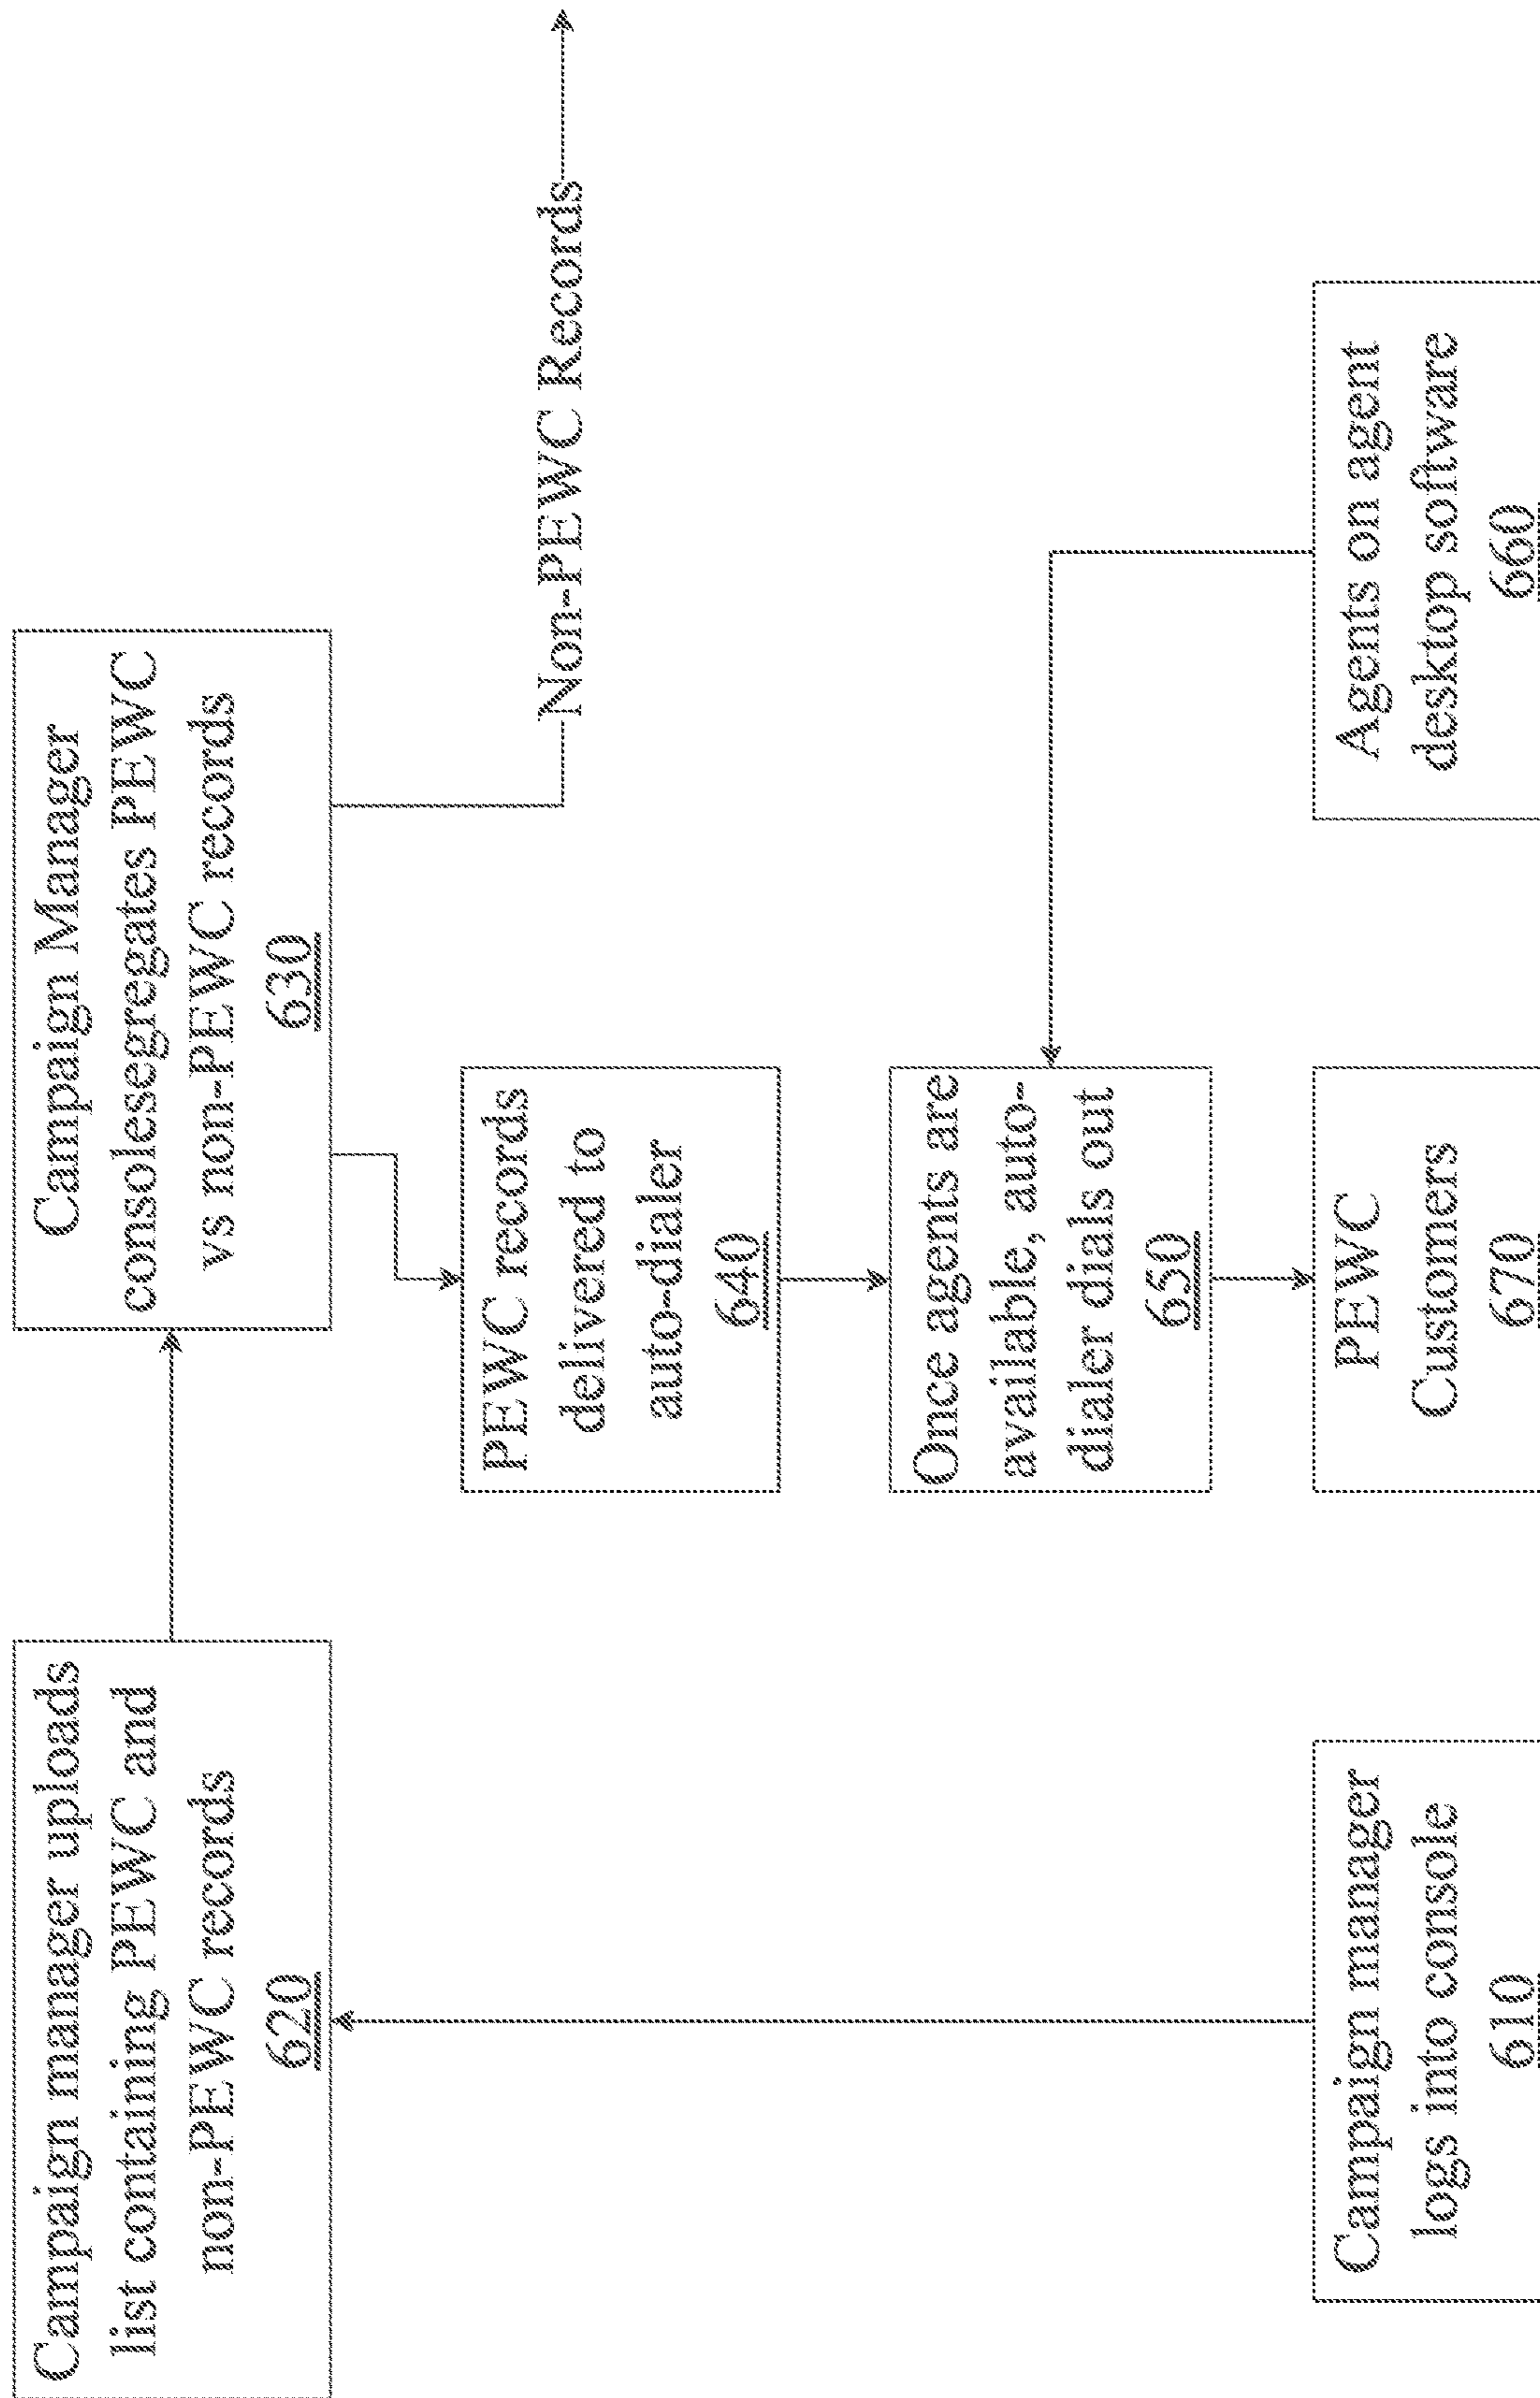 Campaign manager uploads
list containing PEWC and
non-PEWC records
620
Campaign Manager
consolesegregates PEWC
vs non-PEWC records
630
PEWC records
delivered to
auto-dialer
640
Non-PEWC Records
Once agents are
available, auto-
dialer dials out
650
Campaign manager
logs into console
610
PEWC
Customers
670
Agents on agent
desktop software
660